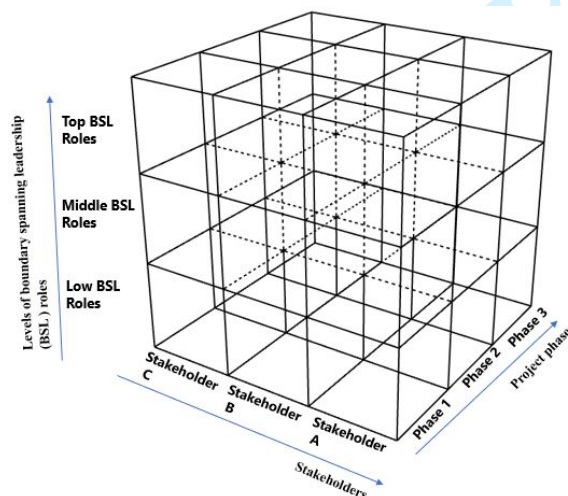 Top BSL
Roles
Middle BSL
Roles
Low BSL
Roles
Levels of boundary spanning leadership
(BSL ) roles
Stakeholder
C
Stakeholder
B
Stakeholder
A
Stakeholders
Phase 1
Phase 2
Phase 3
Project phase